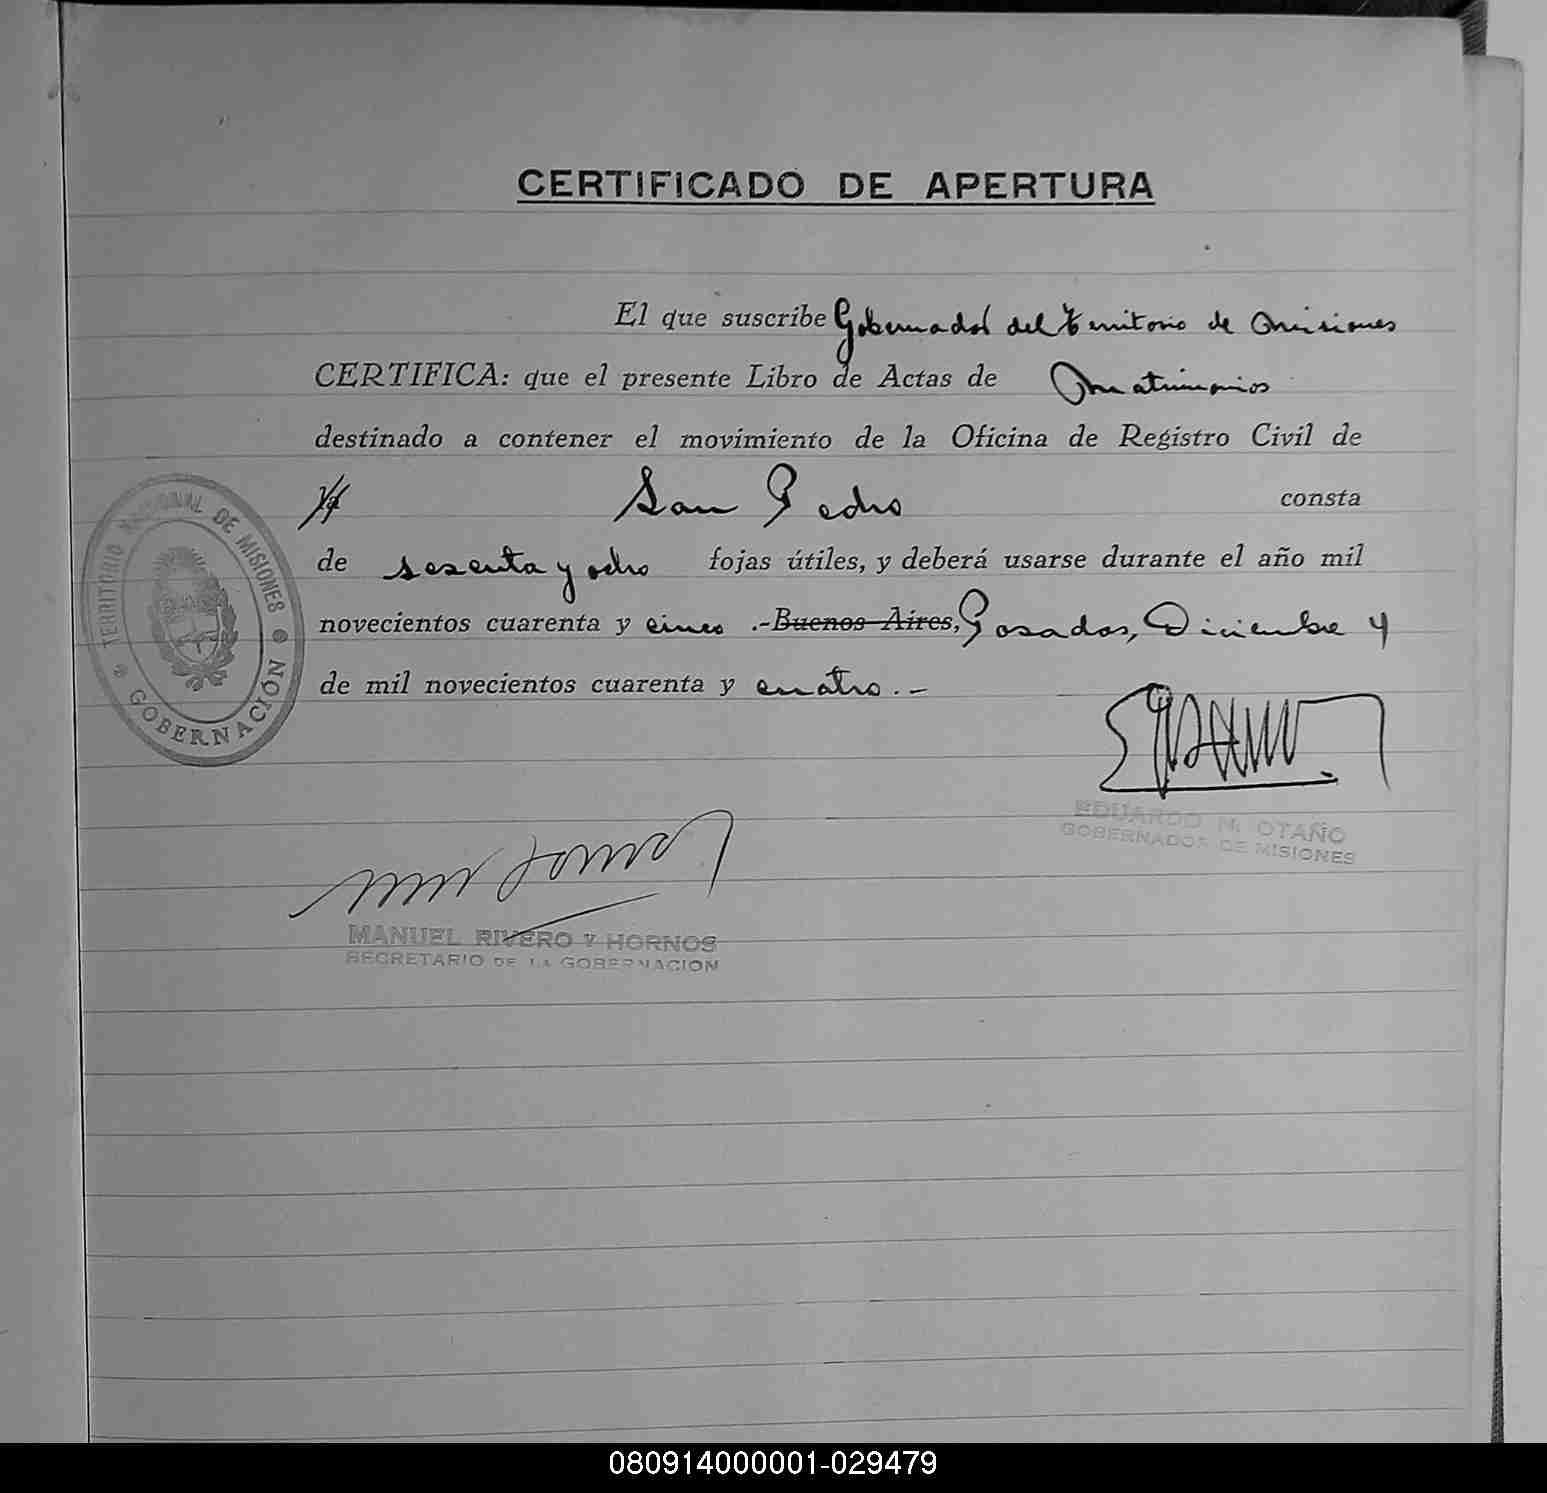 CERTIFICADO DE APERTURA
El que suscribe Gobernador del Territorio de Misiones
CERTIFICA: que el presente Libro de Actas de Matrimonios
destinado a contener el movimiento de la Oficina de Registro Civil de
San Pedro consta
de sesenta y ocho fojas útiles, y deberá usarse durante el año mil
novecientos cuarenta y cinco .- Buenos Aires, Posadas, Diciembre 4
de mil novecientos cuarenta y cuatro.-
TERRITORIO NACIONAL DE MISIONES
GOBERNACIÓN
EDUARDO M. OTAÑO
GOBERNADOR DE MISIONES
MANUEL RIVERO Y HORNOS
SECRETARIO DE LA GOBERNACION
080914000001-029479